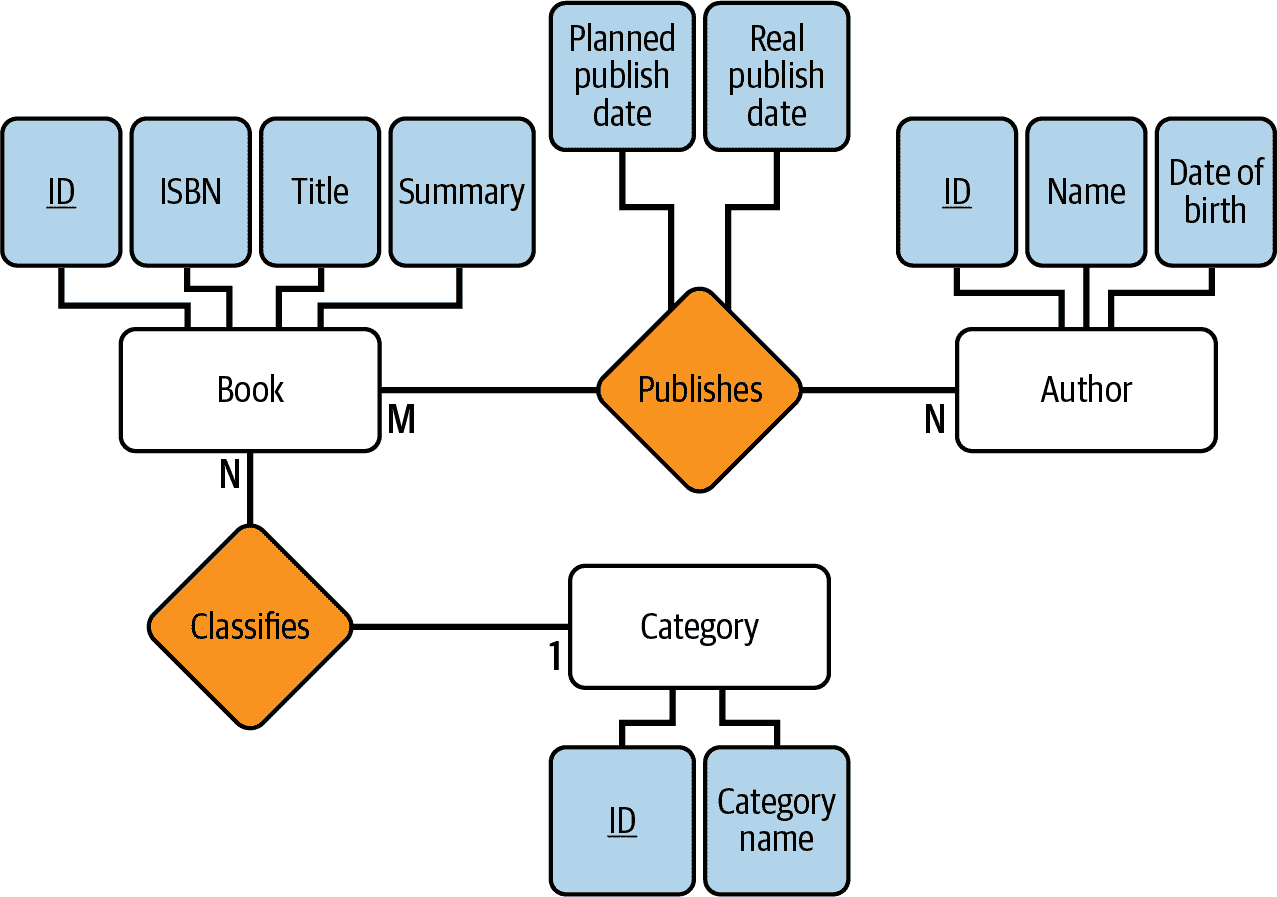 Planned
publish
date
Real
publish
date
ID
ISBN
Title
Summary
ID
Name
Date of
birth
Book
M
Publishes
N
Author
N
Classifies
1
Category
ID
Category
name